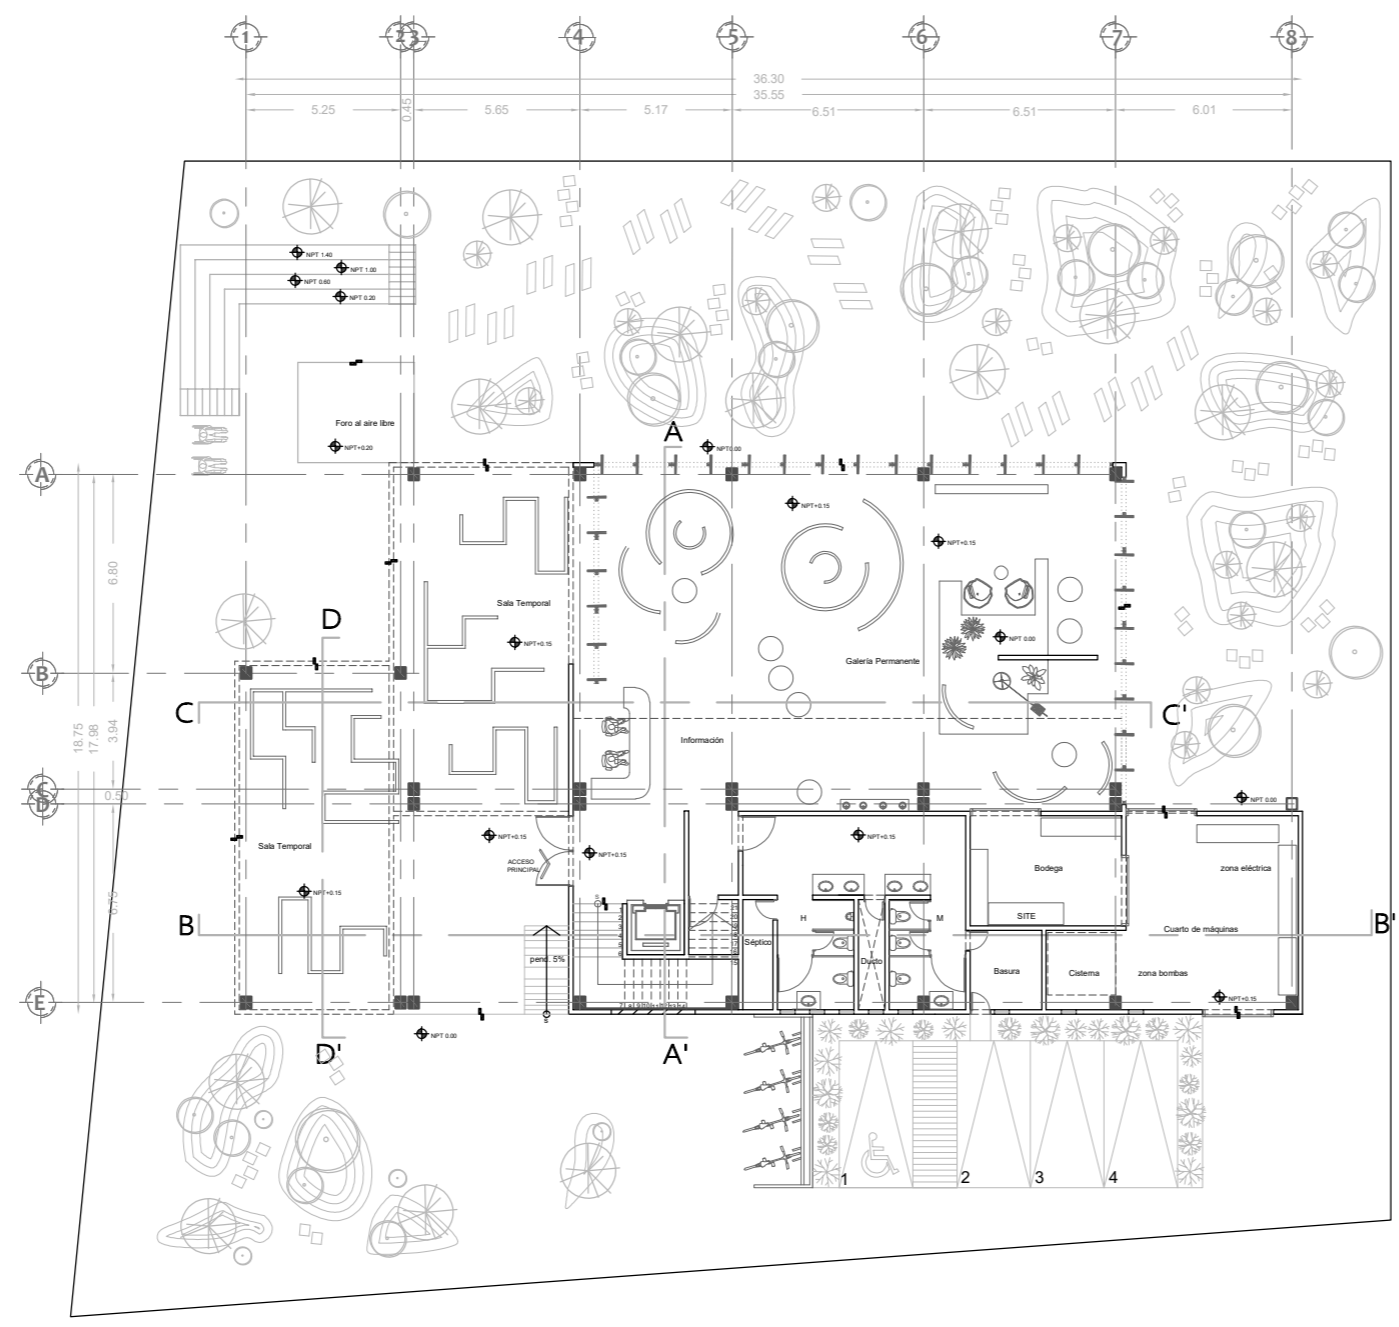 1 2 3 4 5 6 7 8
36.30
35.55
5.25 0.45 5.65 5.17 6.51 6.51 6.01
NPT 1.40
NPT 1.00
NPT 0.60
NPT 0.20
Foro al aire libre
NPT+0.20
A
NPT0.00
A
NPT+0.15
NPT+0.15
6.80
Sala Temporal
D
NPT+0.15
NPT 0.00
Galería Permanente
B
C
C'
18.75
17.98
3.94
Información
C
0.50
D
NPT 0.00
NPT+0.15
NPT+0.15
NPT+0.15
Sala Temporal
ACCESO
PRINCIPAL
Bodega
zona eléctrica
NPT+0.15
6.75
SITE
H
M
B
B'
Cuarto de máquinas
Séptico
pend. 5%
Ducto
Basura
Cisterna
zona bombas
E
NPT+0.15
S
S
NPT 0.00
D'
A'
1
2
3
4